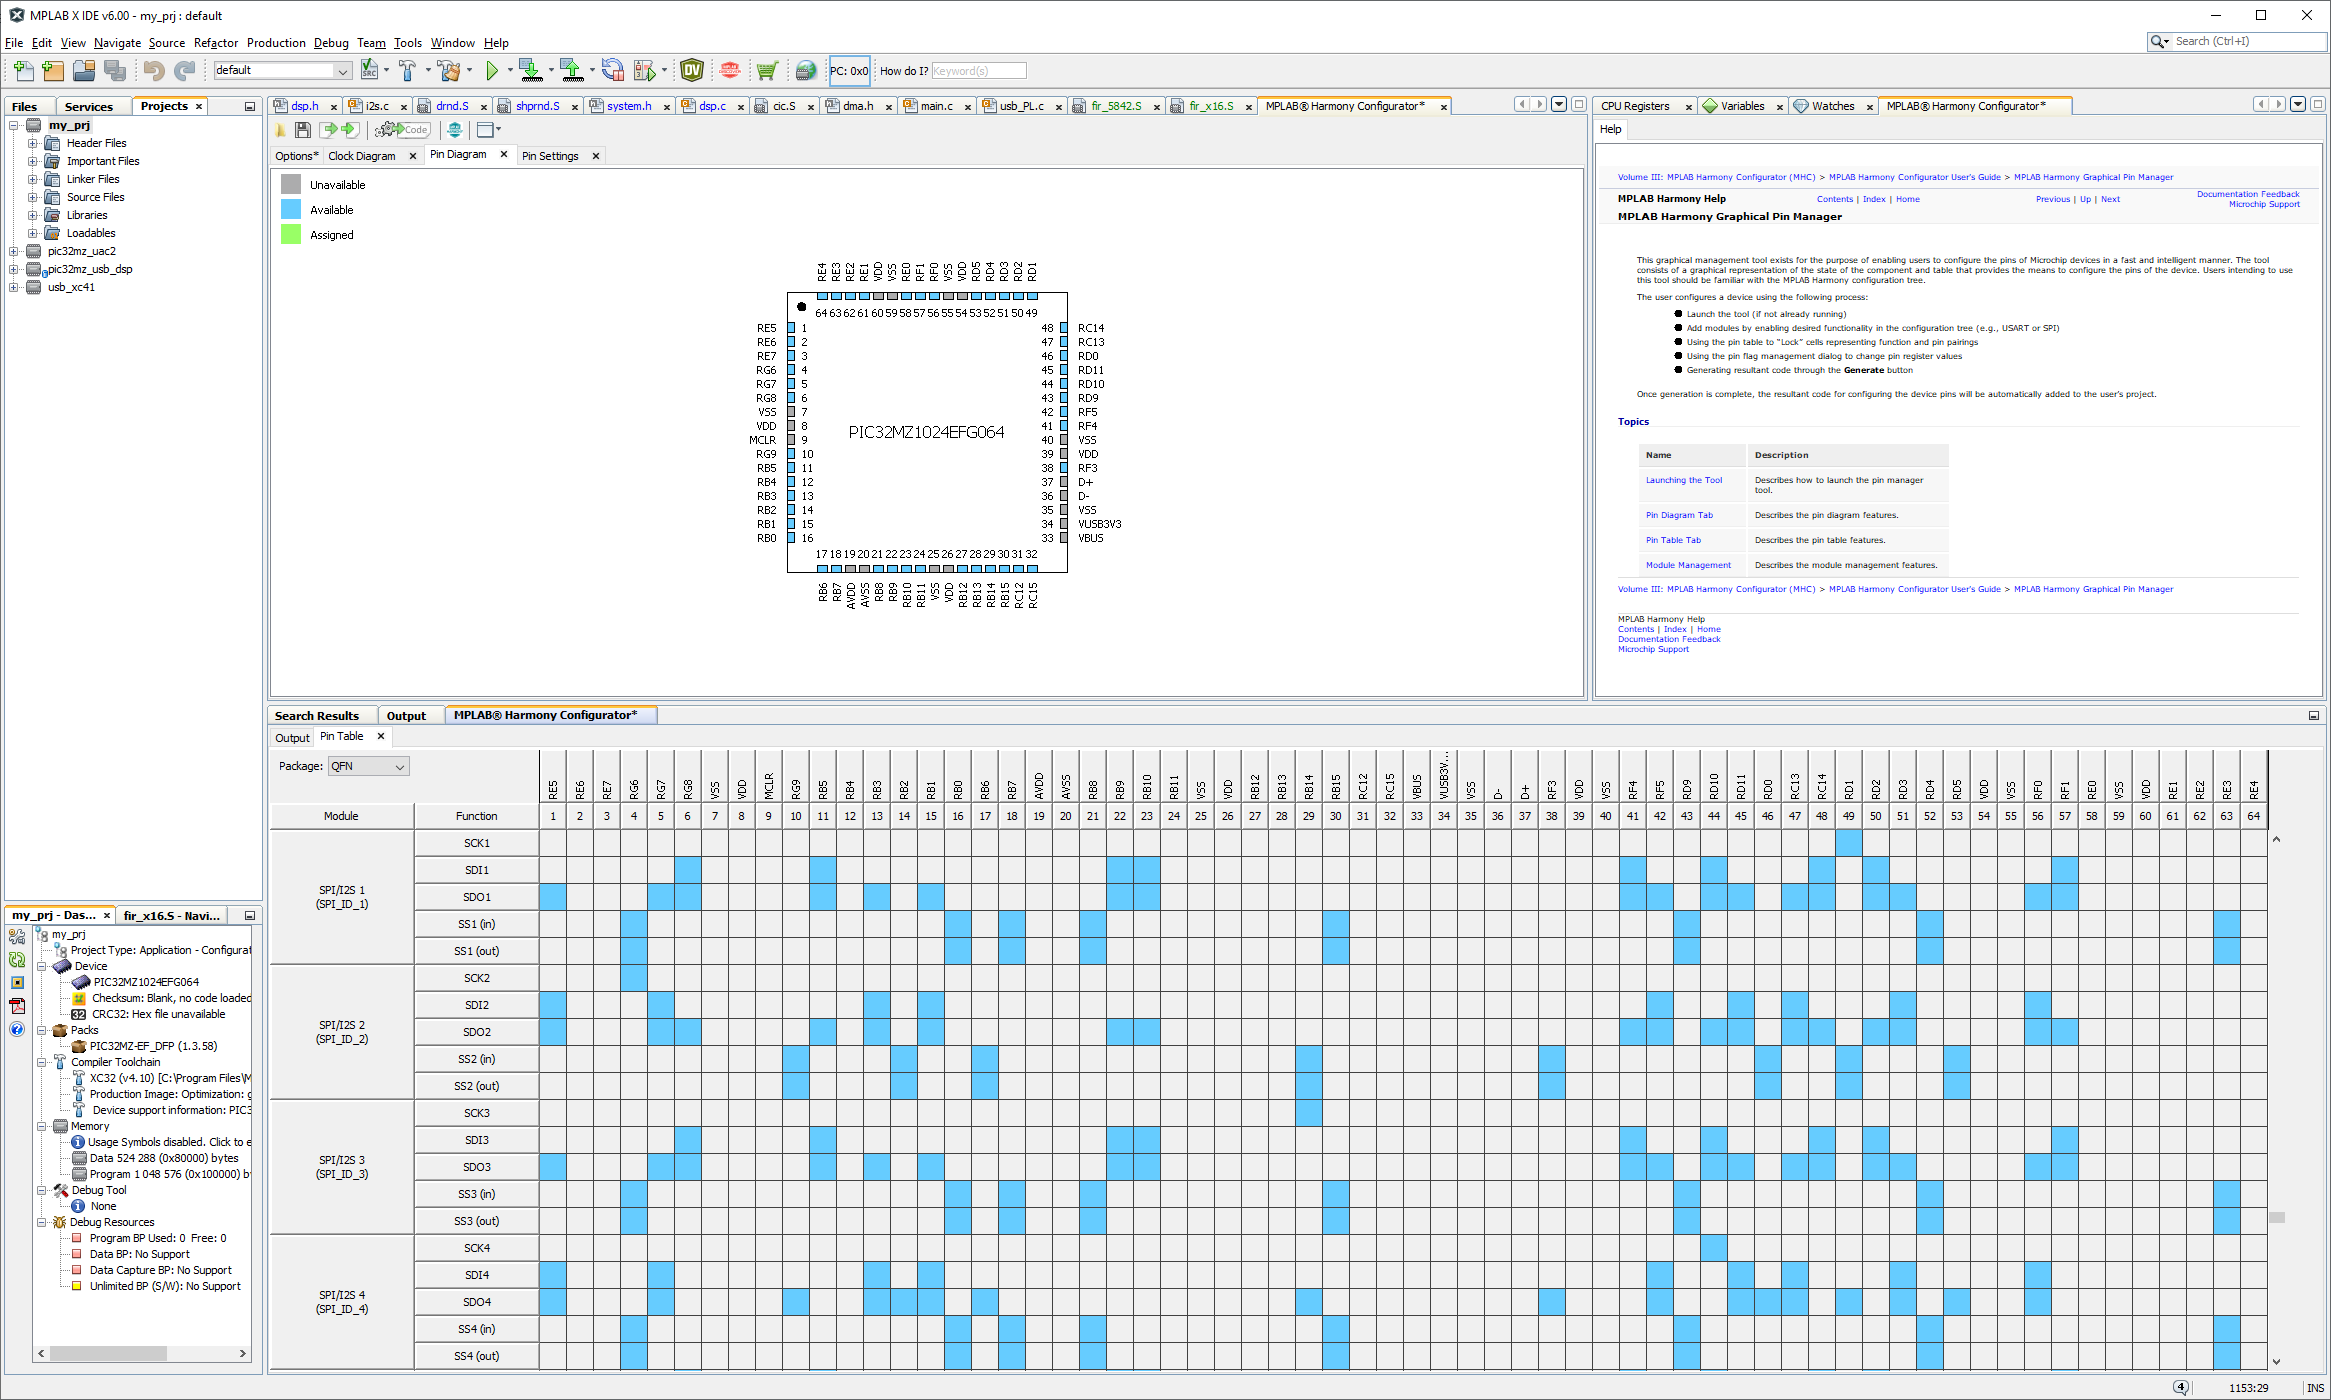 MPLAB X IDE v6.00 - my_prj : default
File Edit View Navigate Source Refactor Production Debug Team Tools Window Help
Search (Ctrl+I)
default
PC: 0x0
How do I? Keyword(s)
Files Services Projects
my_prj
Header Files
Important Files
Linker Files
Source Files
Libraries
Loadables
pic32mz_uac2
pic32mz_usb_dsp
usb_xc41
dsp.h i2s.c drnd.S shprnd.S system.h dsp.c cic.S dma.h main.c usb_PL.c fir_5842.S fir_x16.S MPLAB® Harmony Configurator*
Code
Options* Clock Diagram Pin Diagram Pin Settings
Unavailable
Available
Assigned
RE4 RE3 RE2 RE1 VDD VSS RE0 RF1 RF0 VSS VDD RD5 RD4 RD3 RD2 RD1
64 63 62 61 60 59 58 57 56 55 54 53 52 51 50 49
RE5 1 48 RC14
RE6 2 47 RC13
RE7 3 46 RD0
RG6 4 45 RD11
RG7 5 44 RD10
RG8 6 43 RD9
VSS 7 42 RF5
VDD 8 41 RF4
MCLR 9 40 VSS
RG9 10 39 VDD
RB5 11 38 RF3
RB4 12 37 D+
RB3 13 36 D-
RB2 14 35 VSS
RB1 15 34 VUSB3V3
RB0 16 33 VBUS
PIC32MZ1024EFG064
17 18 19 20 21 22 23 24 25 26 27 28 29 30 31 32
RB6 RB7 AVDD AVSS RB8 RB9 RB10 RB11 VSS VDD RB12 RB13 RB14 RB15 RC12 RC15
CPU Registers Variables Watches MPLAB® Harmony Configurator*
Help
Volume III: MPLAB Harmony Configurator (MHC) > MPLAB Harmony Configurator User's Guide > MPLAB Harmony Graphical Pin Manager
MPLAB Harmony Help Contents | Index | Home Previous | Up | Next Documentation Feedback
Microchip Support
MPLAB Harmony Graphical Pin Manager
This graphical management tool exists for the purpose of enabling users to configure the pins of Microchip devices in a fast and intelligent manner. The tool
consists of a graphical representation of the state of the component and table that provides the means to configure the pins of the device. Users intending to use
this tool should be familiar with the MPLAB Harmony configuration tree.
The user configures a device using the following process:
Launch the tool (if not already running)
Add modules by enabling desired functionality in the configuration tree (e.g., USART or SPI)
Using the pin table to "Lock" cells representing function and pin pairings
Using the pin flag management dialog to change pin register values
Generating resultant code through the Generate button
Once generation is complete, the resultant code for configuring the device pins will be automatically added to the user's project.
Topics
Name Description
Launching the Tool Describes how to launch the pin manager
tool.
Pin Diagram Tab Describes the pin diagram features.
Pin Table Tab Describes the pin table features.
Module Management Describes the module management features.
Volume III: MPLAB Harmony Configurator (MHC) > MPLAB Harmony Configurator User's Guide > MPLAB Harmony Graphical Pin Manager
MPLAB Harmony Help
Contents | Index | Home
Documentation Feedback
Microchip Support
Search Results Output MPLAB® Harmony Configurator*
Output Pin Table
Package: QFN
RE5 RE6 RE7 RG6 RG7 RG8 VSS VDD MCLR RG9 RB5 RB4 RB3 RB2 RB1 RB0 RB6 RB7 AVDD AVSS RB8 RB9 RB10 RB11 VSS VDD RB12 RB13 RB14 RB15 RC12 RC15 VBUS VUSB3V... VSS D- D+ RF3 VDD VSS RF4 RF5 RD9 RD10 RD11 RD0 RC13 RC14 RD1 RD2 RD3 RD4 RD5 VDD VSS RF0 RF1 RE0 VSS VDD RE1 RE2 RE3 RE4
Module Function 1 2 3 4 5 6 7 8 9 10 11 12 13 14 15 16 17 18 19 20 21 22 23 24 25 26 27 28 29 30 31 32 33 34 35 36 37 38 39 40 41 42 43 44 45 46 47 48 49 50 51 52 53 54 55 56 57 58 59 60 61 62 63 64
SPI/I2S 1
(SPI_ID_1)
SCK1
SDI1
SDO1
SS1 (in)
SS1 (out)
SPI/I2S 2
(SPI_ID_2)
SCK2
SDI2
SDO2
SS2 (in)
SS2 (out)
SPI/I2S 3
(SPI_ID_3)
SCK3
SDI3
SDO3
SS3 (in)
SS3 (out)
SPI/I2S 4
(SPI_ID_4)
SCK4
SDI4
SDO4
SS4 (in)
SS4 (out)
my_prj - Das... fir_x16.S - Navi...
my_prj
Project Type: Application - Configurat
Device
PIC32MZ1024EFG064
Checksum: Blank, no code loaded
32 CRC32: Hex file unavailable
Packs
PIC32MZ-EF_DFP (1.3.58)
Compiler Toolchain
XC32 (v4.10) [C:\Program Files\M
Production Image: Optimization: g
Device support information: PIC3
Memory
Usage Symbols disabled. Click to e
Data 524 288 (0x80000) bytes
Program 1 048 576 (0x100000) by
Debug Tool
None
Debug Resources
Program BP Used: 0 Free: 0
Data BP: No Support
Data Capture BP: No Support
Unlimited BP (S/W): No Support
4 1153:29 INS